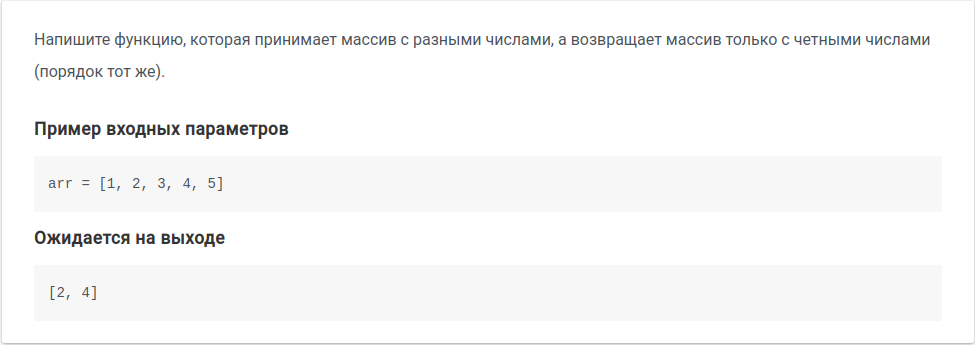 Напишите функцию, которая принимает массив с разными числами, а возвращает массив только с четными числами
(порядок тот же).
Пример входных параметров
arr = [1, 2, 3, 4, 5]
Ожидается на выходе
[2, 4]